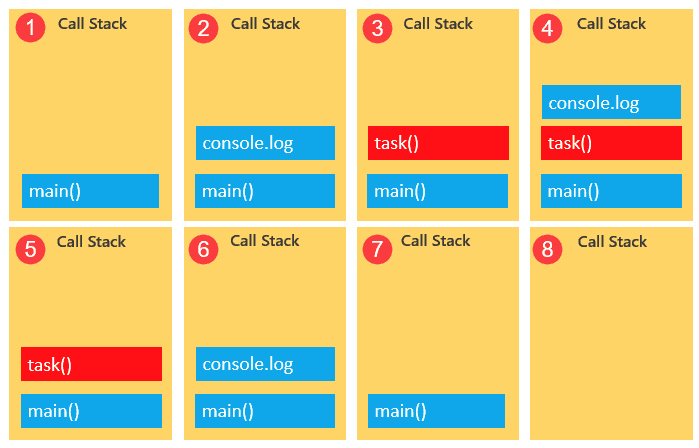 1 Call Stack
main()
2 Call Stack
console.log
main()
3 Call Stack
task()
main()
4 Call Stack
console.log
task()
main()
5 Call Stack
task()
main()
6 Call Stack
console.log
main()
7 Call Stack
main()
8 Call Stack